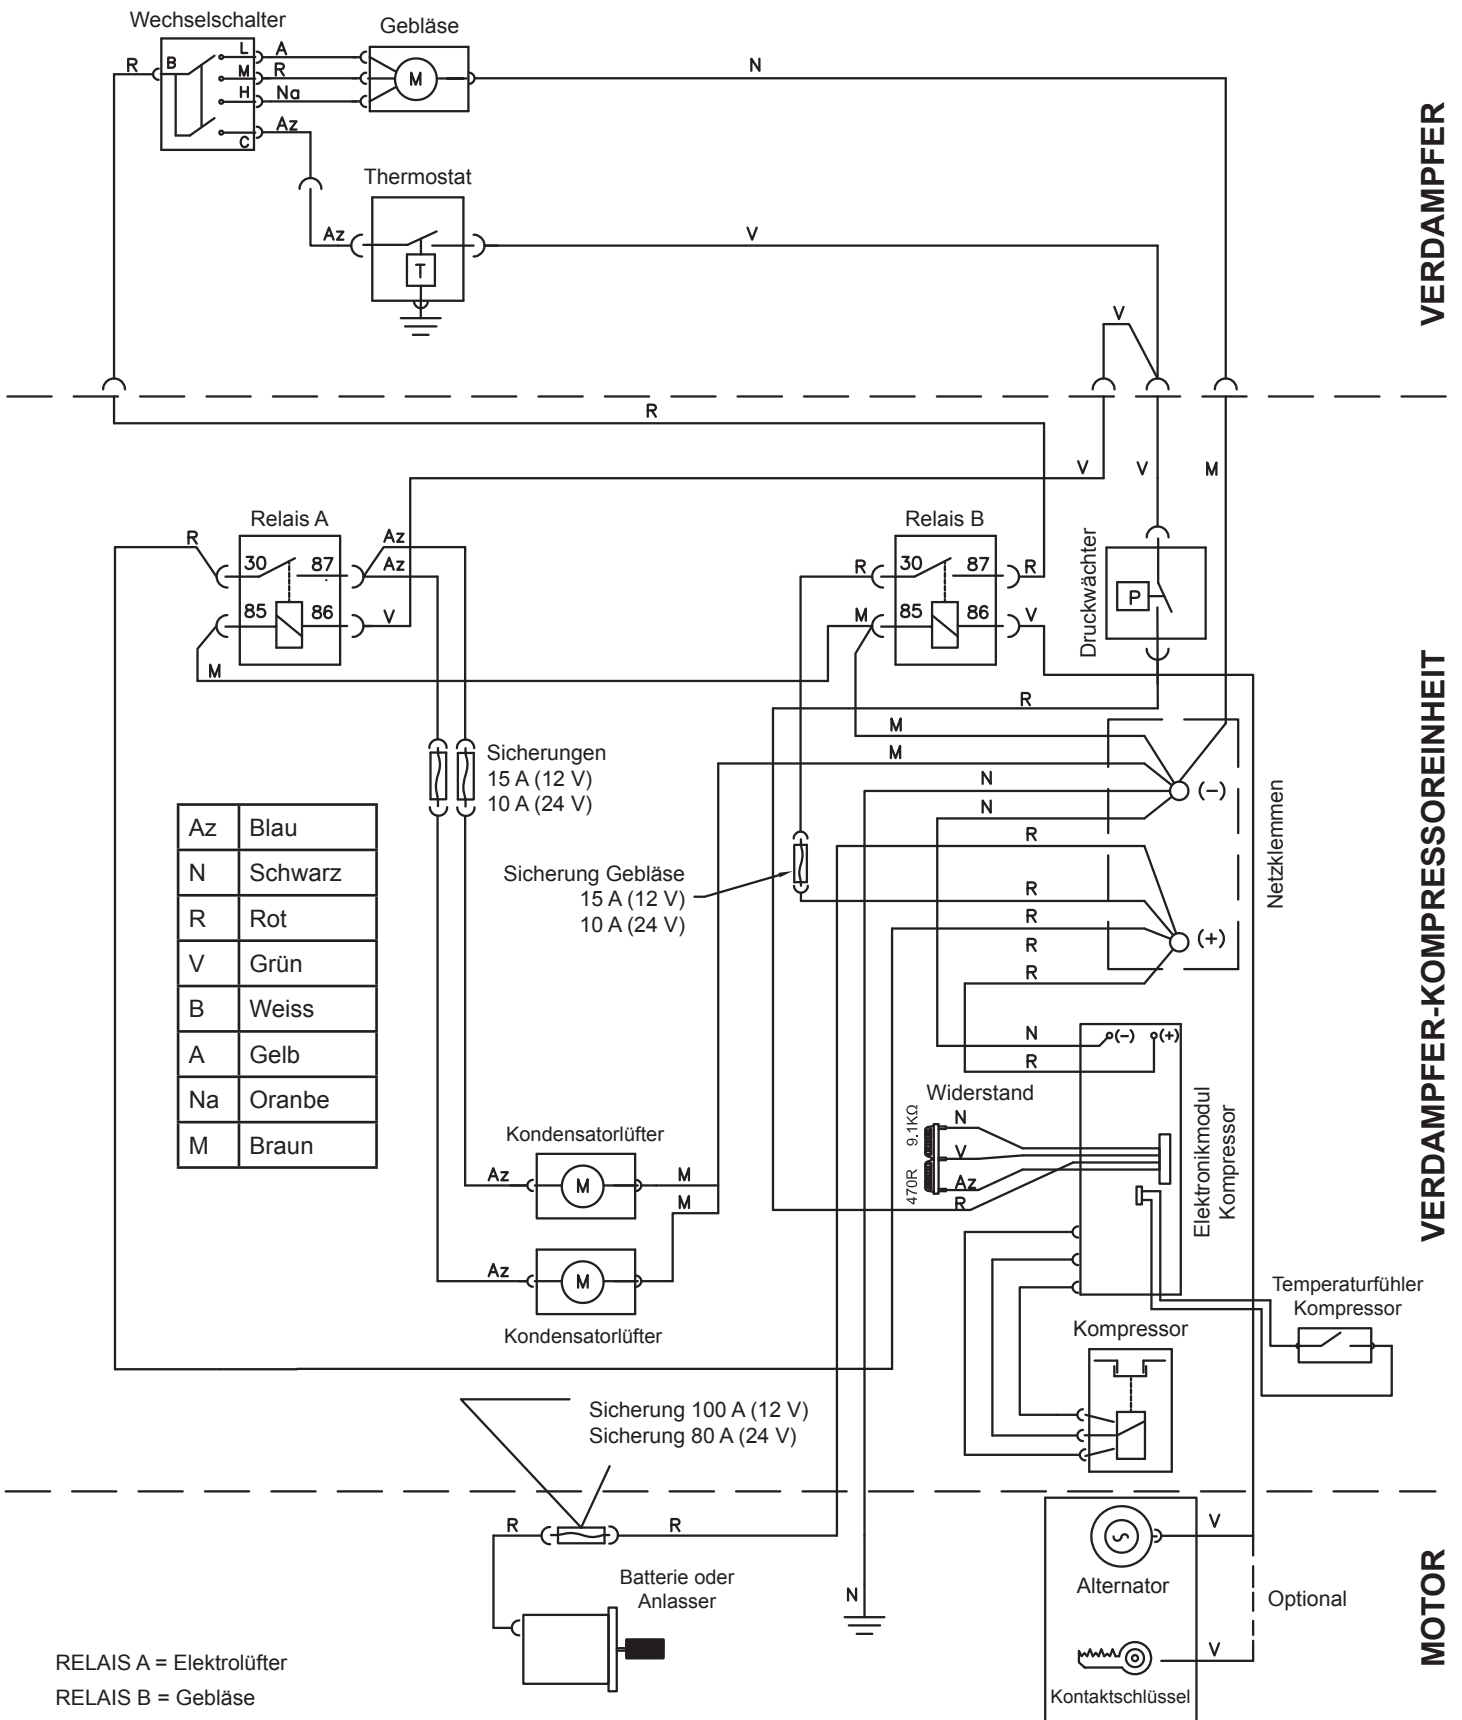 Wechselschalter
Gebläse
R
B
L
A
M
R
H
Na
C
Az
M
N
Thermostat
Az
T
V
V
VERDAMPFER
R
V
V
M
Relais A
R
30
87
85
86
Az
Az
V
M
Relais B
R
30
87
R
M
85
86
V
Druckwächter
P
R
M
M
N
N
R
R
R
R
R
(-)
(+)
Netzklemmen
Sicherungen
15 A (12 V)
10 A (24 V)
Sicherung Gebläse
15 A (12 V)
10 A (24 V)
Az Blau
N Schwarz
R Rot
V Grün
B Weiss
A Gelb
Na Oranbe
M Braun
N
R
(-)
(+)
Widerstand
9.1KΩ
470R
N
V
Az
R
Elektronikmodul
Kompressor
Kondensatorlüfter
Az
M
M
M
Az
M
Kondensatorlüfter
Temperaturfühler
Kompressor
Kompressor
VERDAMPFER-KOMPRESSOREINHEIT
Sicherung 100 A (12 V)
Sicherung 80 A (24 V)
R
R
Batterie oder
Anlasser
N
Alternator
V
Optional
V
Kontaktschlüssel
MOTOR
RELAIS A = Elektrolüfter
RELAIS B = Gebläse